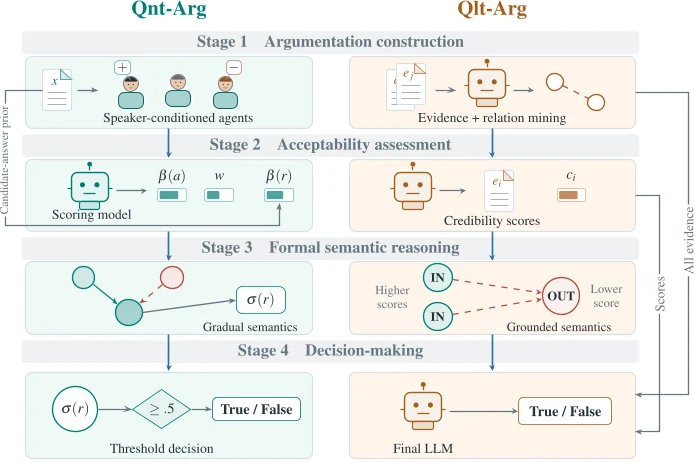 Qnt-Arg
Qlt-Arg
Stage 1 Argumentation construction
x
+
−
Speaker-conditioned agents
e_j
Evidence + relation mining
Candidate-answer prior
Stage 2 Acceptability assessment
Scoring model
β(a)
w
β(r)
e_i
c_i
Credibility scores
Stage 3 Formal semantic reasoning
σ(r)
Gradual semantics
Higher
scores
IN
IN
OUT
Lower
score
Grounded semantics
Scores
All evidence
Stage 4 Decision-making
σ(r)
≥ .5
True / False
Threshold decision
True / False
Final LLM